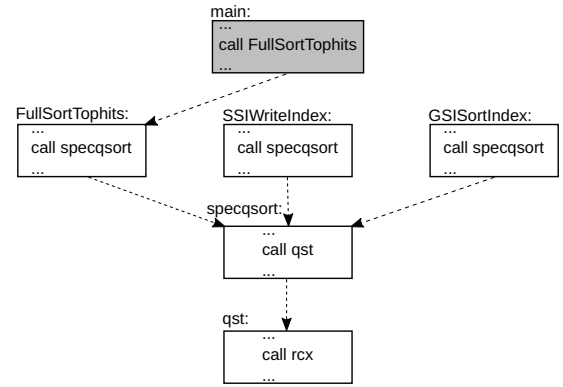 main:
...
call FullSortTophits
...
FullSortTophits:
...
call specqsort
...
SSIWriteIndex:
...
call specqsort
...
GSISortIndex:
...
call specqsort
...
specqsort:
...
call qst
...
qst:
...
call rcx
...